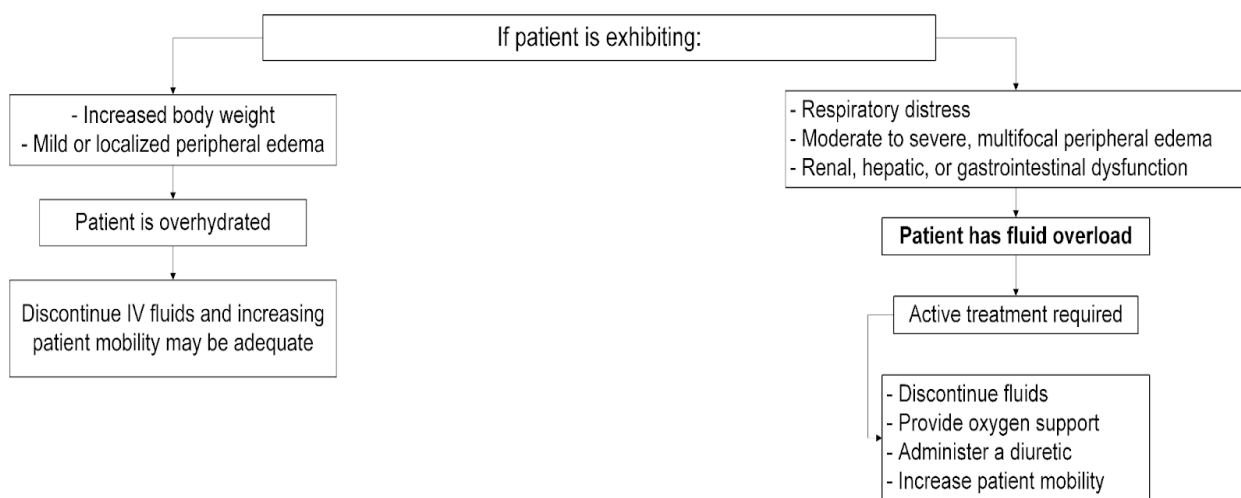 If patient is exhibiting:
- Increased body weight
- Mild or localized peripheral edema
Patient is overhydrated
Discontinue IV fluids and increasing
patient mobility may be adequate
- Respiratory distress
- Moderate to severe, multifocal peripheral edema
- Renal, hepatic, or gastrointestinal dysfunction
Patient has fluid overload
Active treatment required
- Discontinue fluids
- Provide oxygen support
- Administer a diuretic
- Increase patient mobility